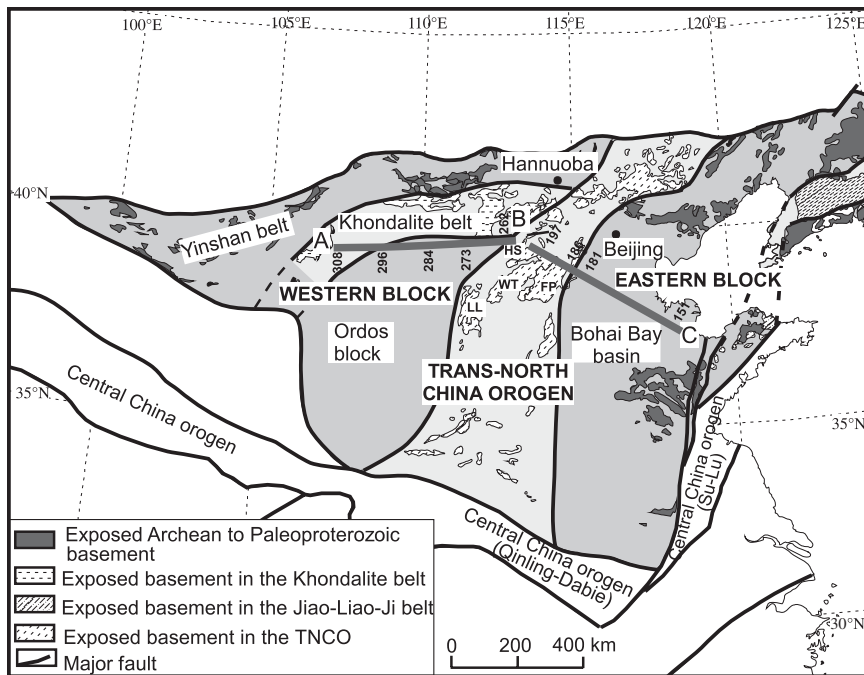 100°E
105°E
110°E
115°E
120°E
125°E
40°N
Hannuoba
Yinshan belt
Khondalite belt
A
B
268
197
HS
186
181
Beijing
308
296
284
273
WESTERN BLOCK
EASTERN BLOCK
WT
FP
LL
151
C
Ordos
block
Bohai Bay
basin
TRANS-NORTH
CHINA OROGEN
35°N
35°N
Central China orogen
Central China orogen
(Su-Lu)
Central China orogen
(Qinling-Dabie)
30°N
Exposed Archean to Paleoproterozoic
basement
Exposed basement in the Khondalite belt
Exposed basement in the Jiao-Liao-Ji belt
Exposed basement in the TNCO
Major fault
0 200 400 km